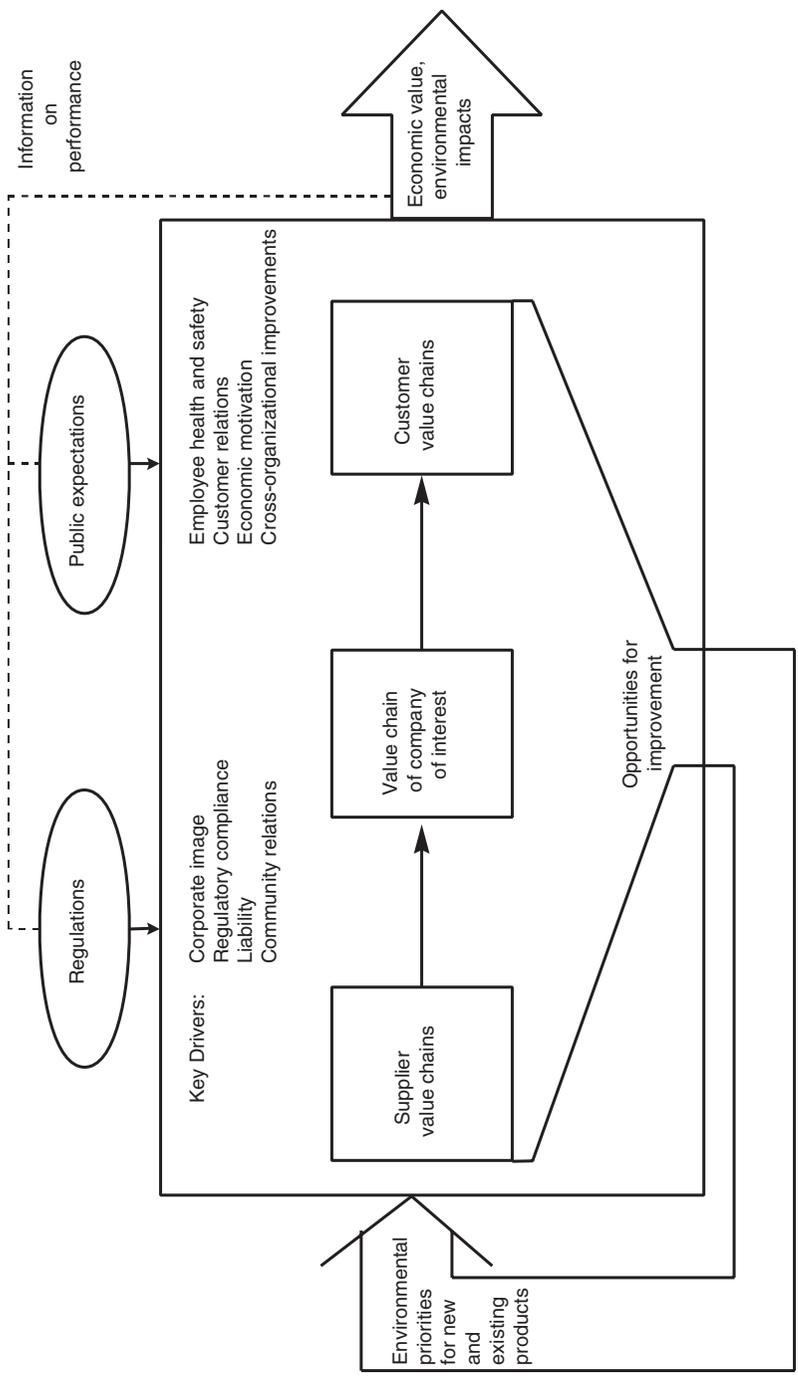 Information
on
performance
Regulations
Public expectations
Key Drivers:
Corporate image
Regulatory compliance
Liability
Community relations
Employee health and safety
Customer relations
Economic motivation
Cross-organizational improvements
Environmental
priorities
for new
and
existing
products
Supplier
value chains
Value chain
of company
of interest
Customer
value chains
Economic value,
environmental
impacts
Opportunities for
improvement